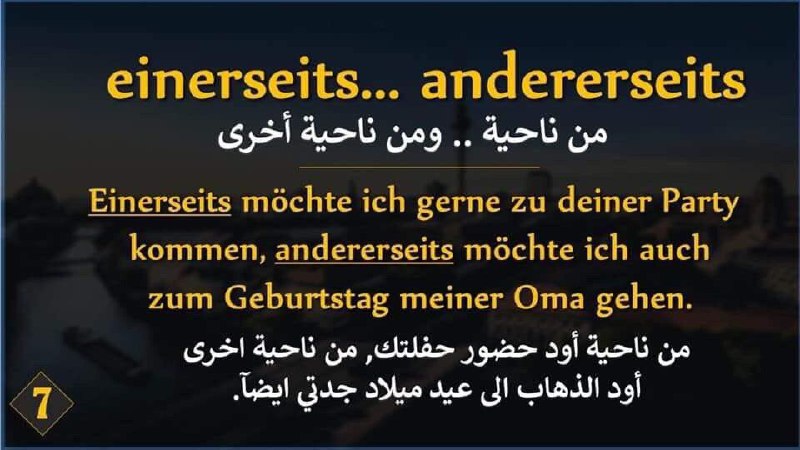 einerseits... andererseits
من ناحية .. ومن ناحية أخرى
Einerseits möchte ich gerne zu deiner Party
kommen, andererseits möchte ich auch
zum Geburtstag meiner Oma gehen.
من ناحية أود حضور حفلتك, من ناحية اخرى
أود الذهاب الى عيد ميلاد جدتي ايضآ.
7